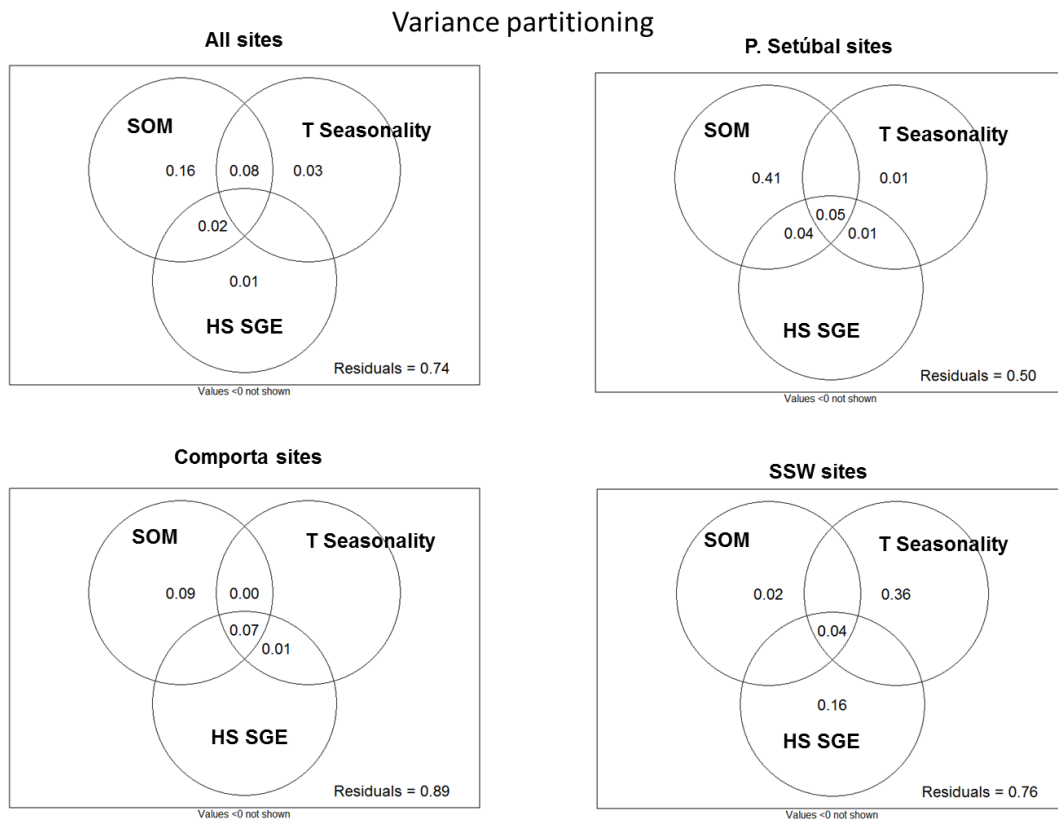 Variance partitioning
All sites
SOM
T Seasonality
0.16
0.08
0.03
0.02
0.01
HS SGE
Residuals = 0.74
Values <0 not shown
P. Setúbal sites
SOM
T Seasonality
0.41
0.01
0.05
0.04
0.01
HS SGE
Residuals = 0.50
Values <0 not shown
Comporta sites
SOM
T Seasonality
0.09
0.00
0.07
0.01
HS SGE
Residuals = 0.89
Values <0 not shown
SSW sites
SOM
T Seasonality
0.02
0.36
0.04
0.16
HS SGE
Residuals = 0.76
Values <0 not shown